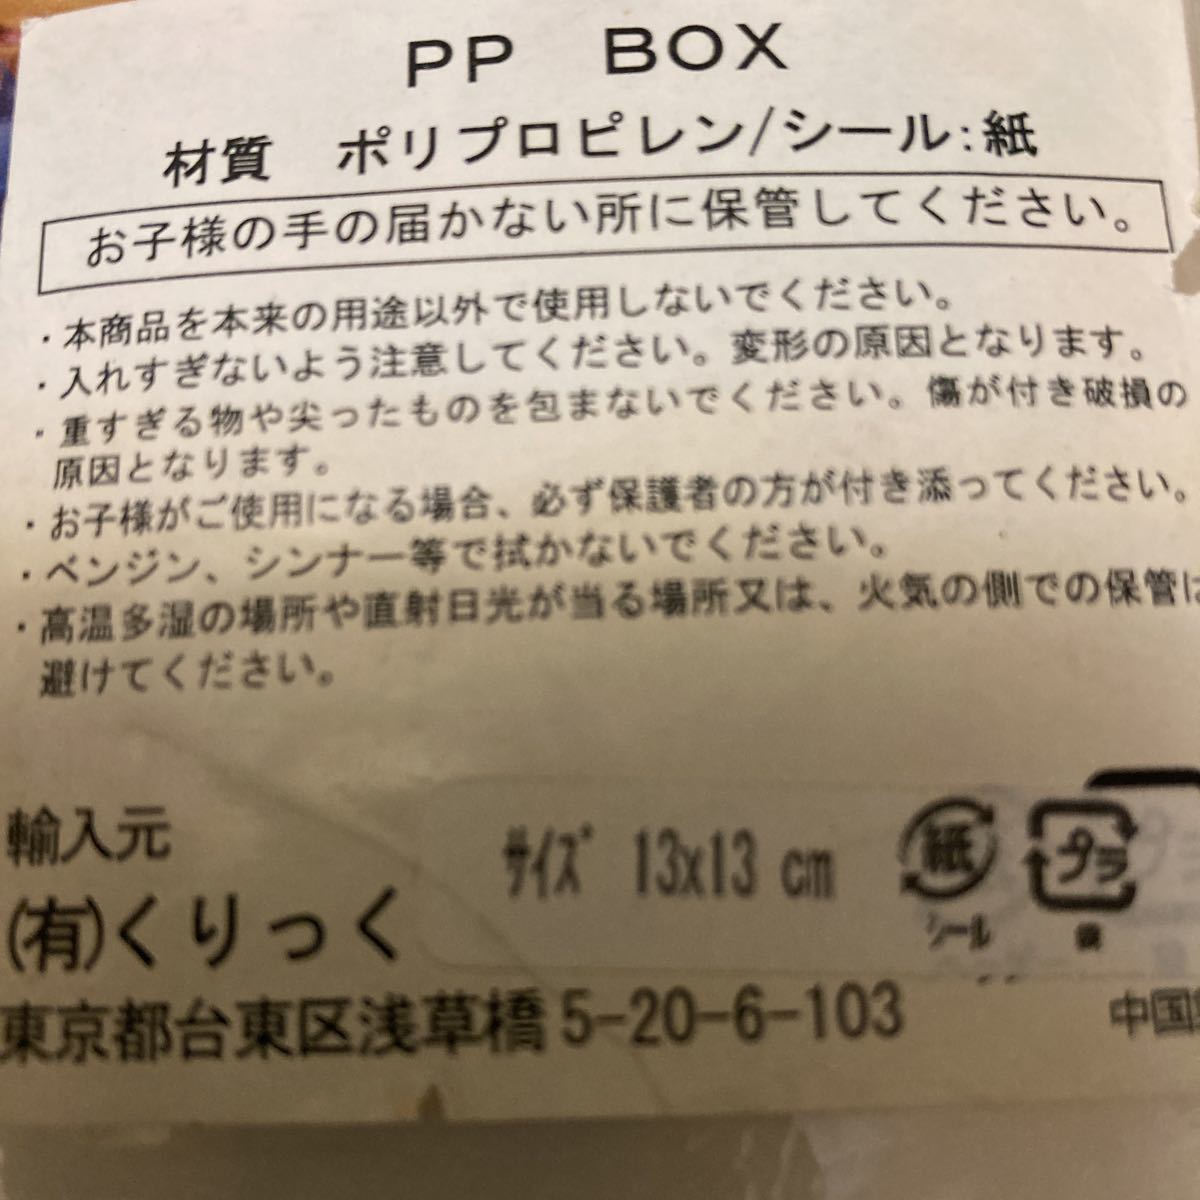 PP BOX
材質 ポリプロピレン/シール:紙
お子様の手の届かない所に保管してください。
・本商品を本来の用途以外で使用しないでください。
・入れすぎないよう注意してください。変形の原因となります。
・重すぎる物や尖ったものを包まないでください。傷が付き破損の
原因となります。
・お子様がご使用になる場合、必ず保護者の方が付き添ってください。
・ベンジン、シンナー等で拭かないでください。
・高温多湿の場所や直射日光が当る場所又は、火気の側での保管は
避けてください。
輸入元
サイズ 13x13 cm
紙
シール
プラ
袋
(有)くりっく
東京都台東区浅草橋5-20-6-103
中国